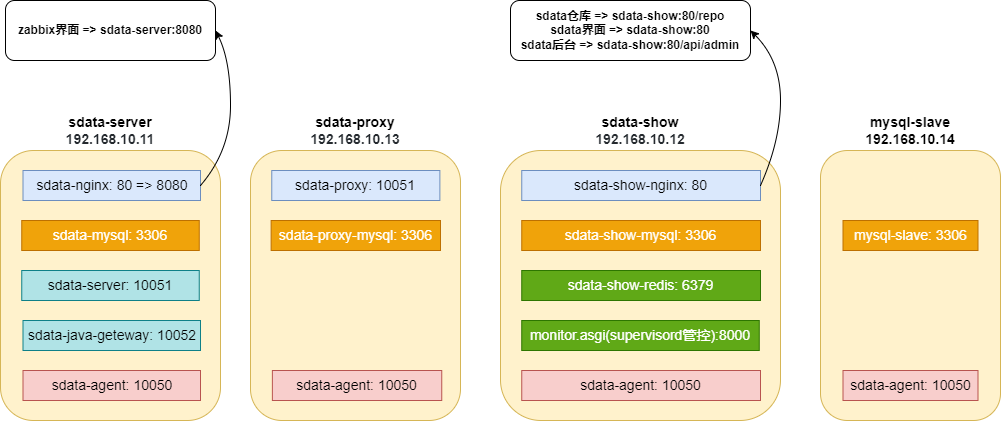 zabbix界面 => sdata-server:8080
sdata仓库 => sdata-show:80/repo
sdata界面 => sdata-show:80
sdata后台 => sdata-show:80/api/admin
sdata-server
192.168.10.11
sdata-nginx: 80 => 8080
sdata-mysql: 3306
sdata-server: 10051
sdata-java-geteway: 10052
sdata-agent: 10050
sdata-proxy
192.168.10.13
sdata-proxy: 10051
sdata-proxy-mysql: 3306
sdata-agent: 10050
sdata-show
192.168.10.12
sdata-show-nginx: 80
sdata-show-mysql: 3306
sdata-show-redis: 6379
monitor.asgi(supervisord管控):8000
sdata-agent: 10050
mysql-slave
192.168.10.14
mysql-slave: 3306
sdata-agent: 10050